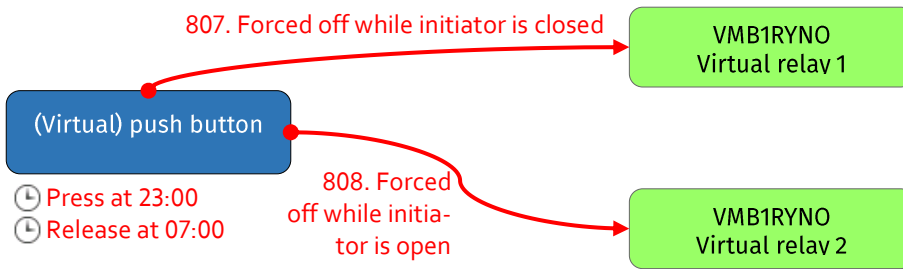 807. Forced off while initiator is closed
VMB1RYNO
Virtual relay 1
(Virtual) push button
Press at 23:00
Release at 07:00
808. Forced
off while initia-
tor is open
VMB1RYNO
Virtual relay 2